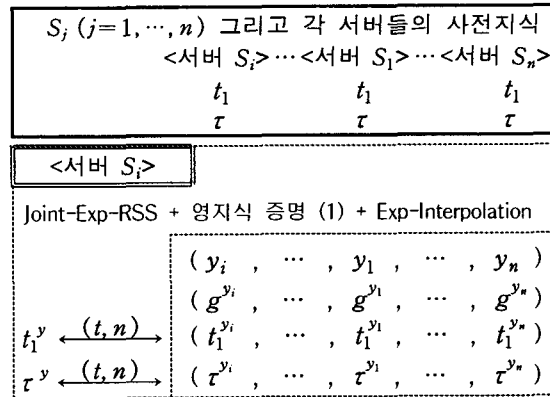 S_j (j=1, ⋯, n) 그리고 각 서버들의 사전지식
<서버 S_i> ⋯ <서버 S_1> ⋯ <서버 S_n>
t_1 t_1 t_1
τ τ τ
<서버 S_i>
Joint-Exp-RSS + 영지식 증명 (1) + Exp-Interpolation
( y_i , ⋯ , y_1 , ⋯ , y_n )
( g^{y_i} , ⋯ , g^{y_1} , ⋯ , g^{y_n} )
t_1^y ⟷ (t, n) ( t_1^{y_i} , ⋯ , t_1^{y_1} , ⋯ , t_1^{y_n} )
τ^y ⟷ (t, n) ( τ^{y_i} , ⋯ , τ^{y_1} , ⋯ , τ^{y_n} )